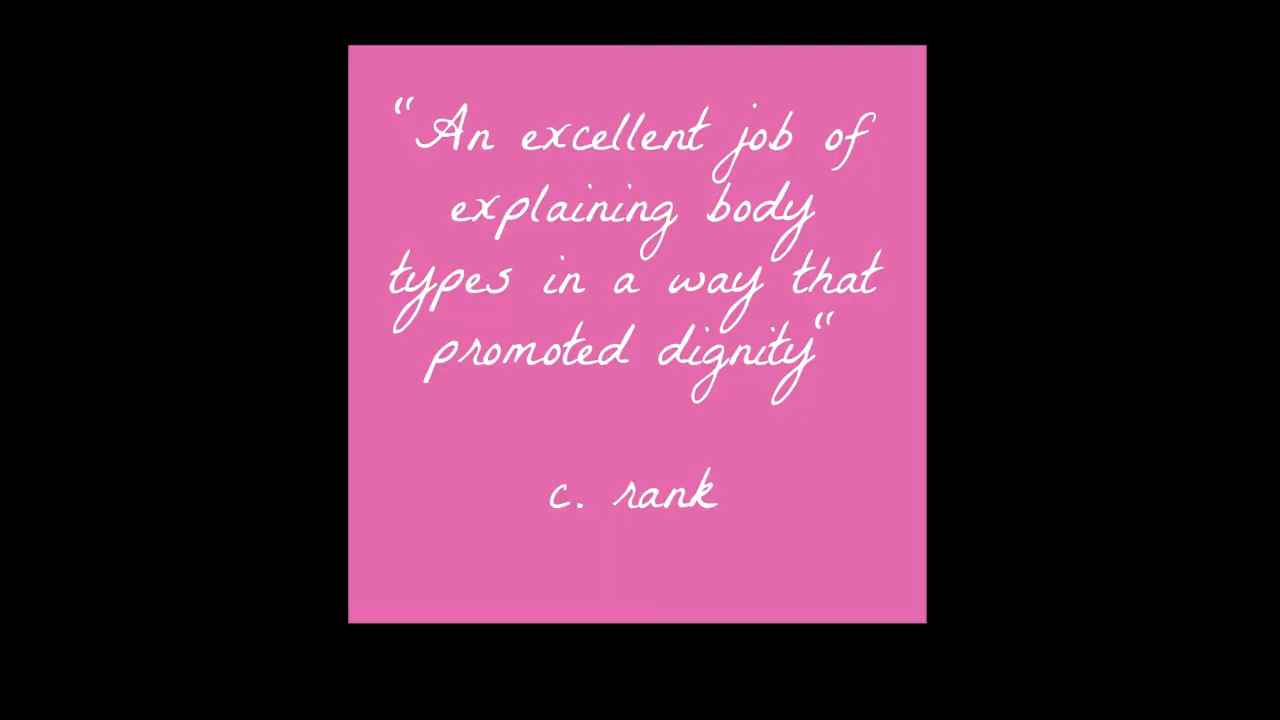 “An excellent job of
explaining body
types in a way that
promoted dignity“
c. rank